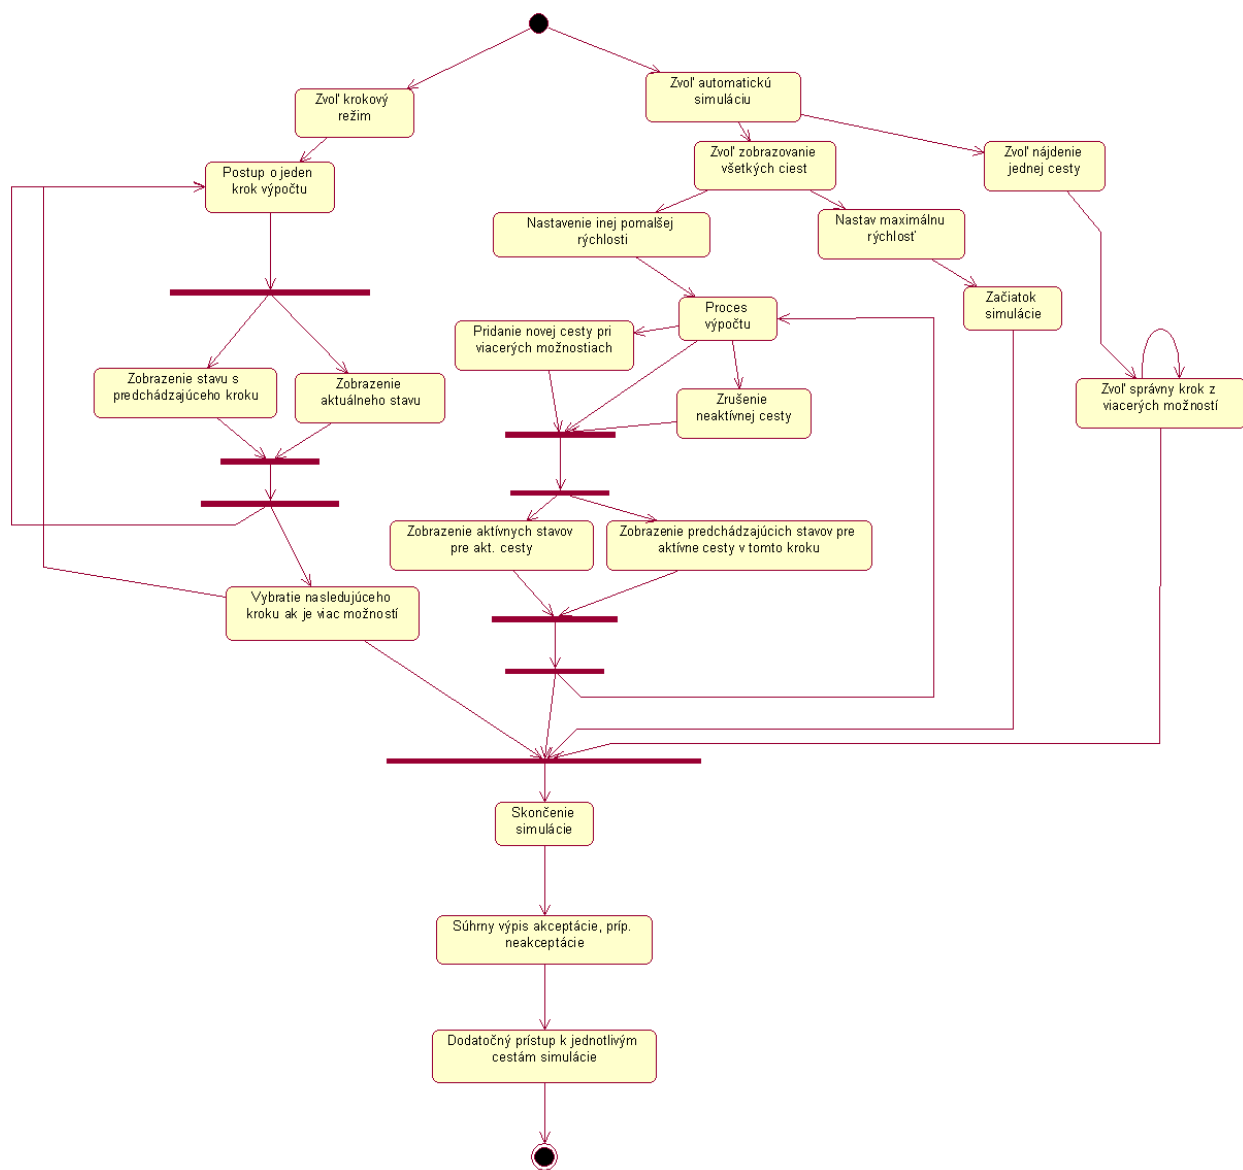 Zvoľ krokový
režim
Zvoľ automatickú
simuláciu
Zvoľ zobrazovanie
všetkých ciest
Zvoľ nájdenie
jednej cesty
Postup o jeden
krok výpočtu
Nastavenie inej pomalšej
rýchlosti
Nastav maximálnu
rýchlosť
Začiatok
simulácie
Proces
výpočtu
Pridanie novej cesty pri
viacerých možnostiach
Zobrazenie stavu s
predchádzajúceho kroku
Zobrazenie
aktuálneho stavu
Zrušenie
neaktívnej cesty
Zvoľ správny krok z
viacerých možností
Zobrazenie aktívnych stavov
pre akt. cesty
Zobrazenie predchádzajúcich stavov pre
aktívne cesty v tomto kroku
Vybratie nasledujúceho
kroku ak je viac možností
Skončenie
simulácie
Súhrny výpis akceptácie, príp.
neakceptácie
Dodatočný prístup k jednotlivým
cestám simulácie